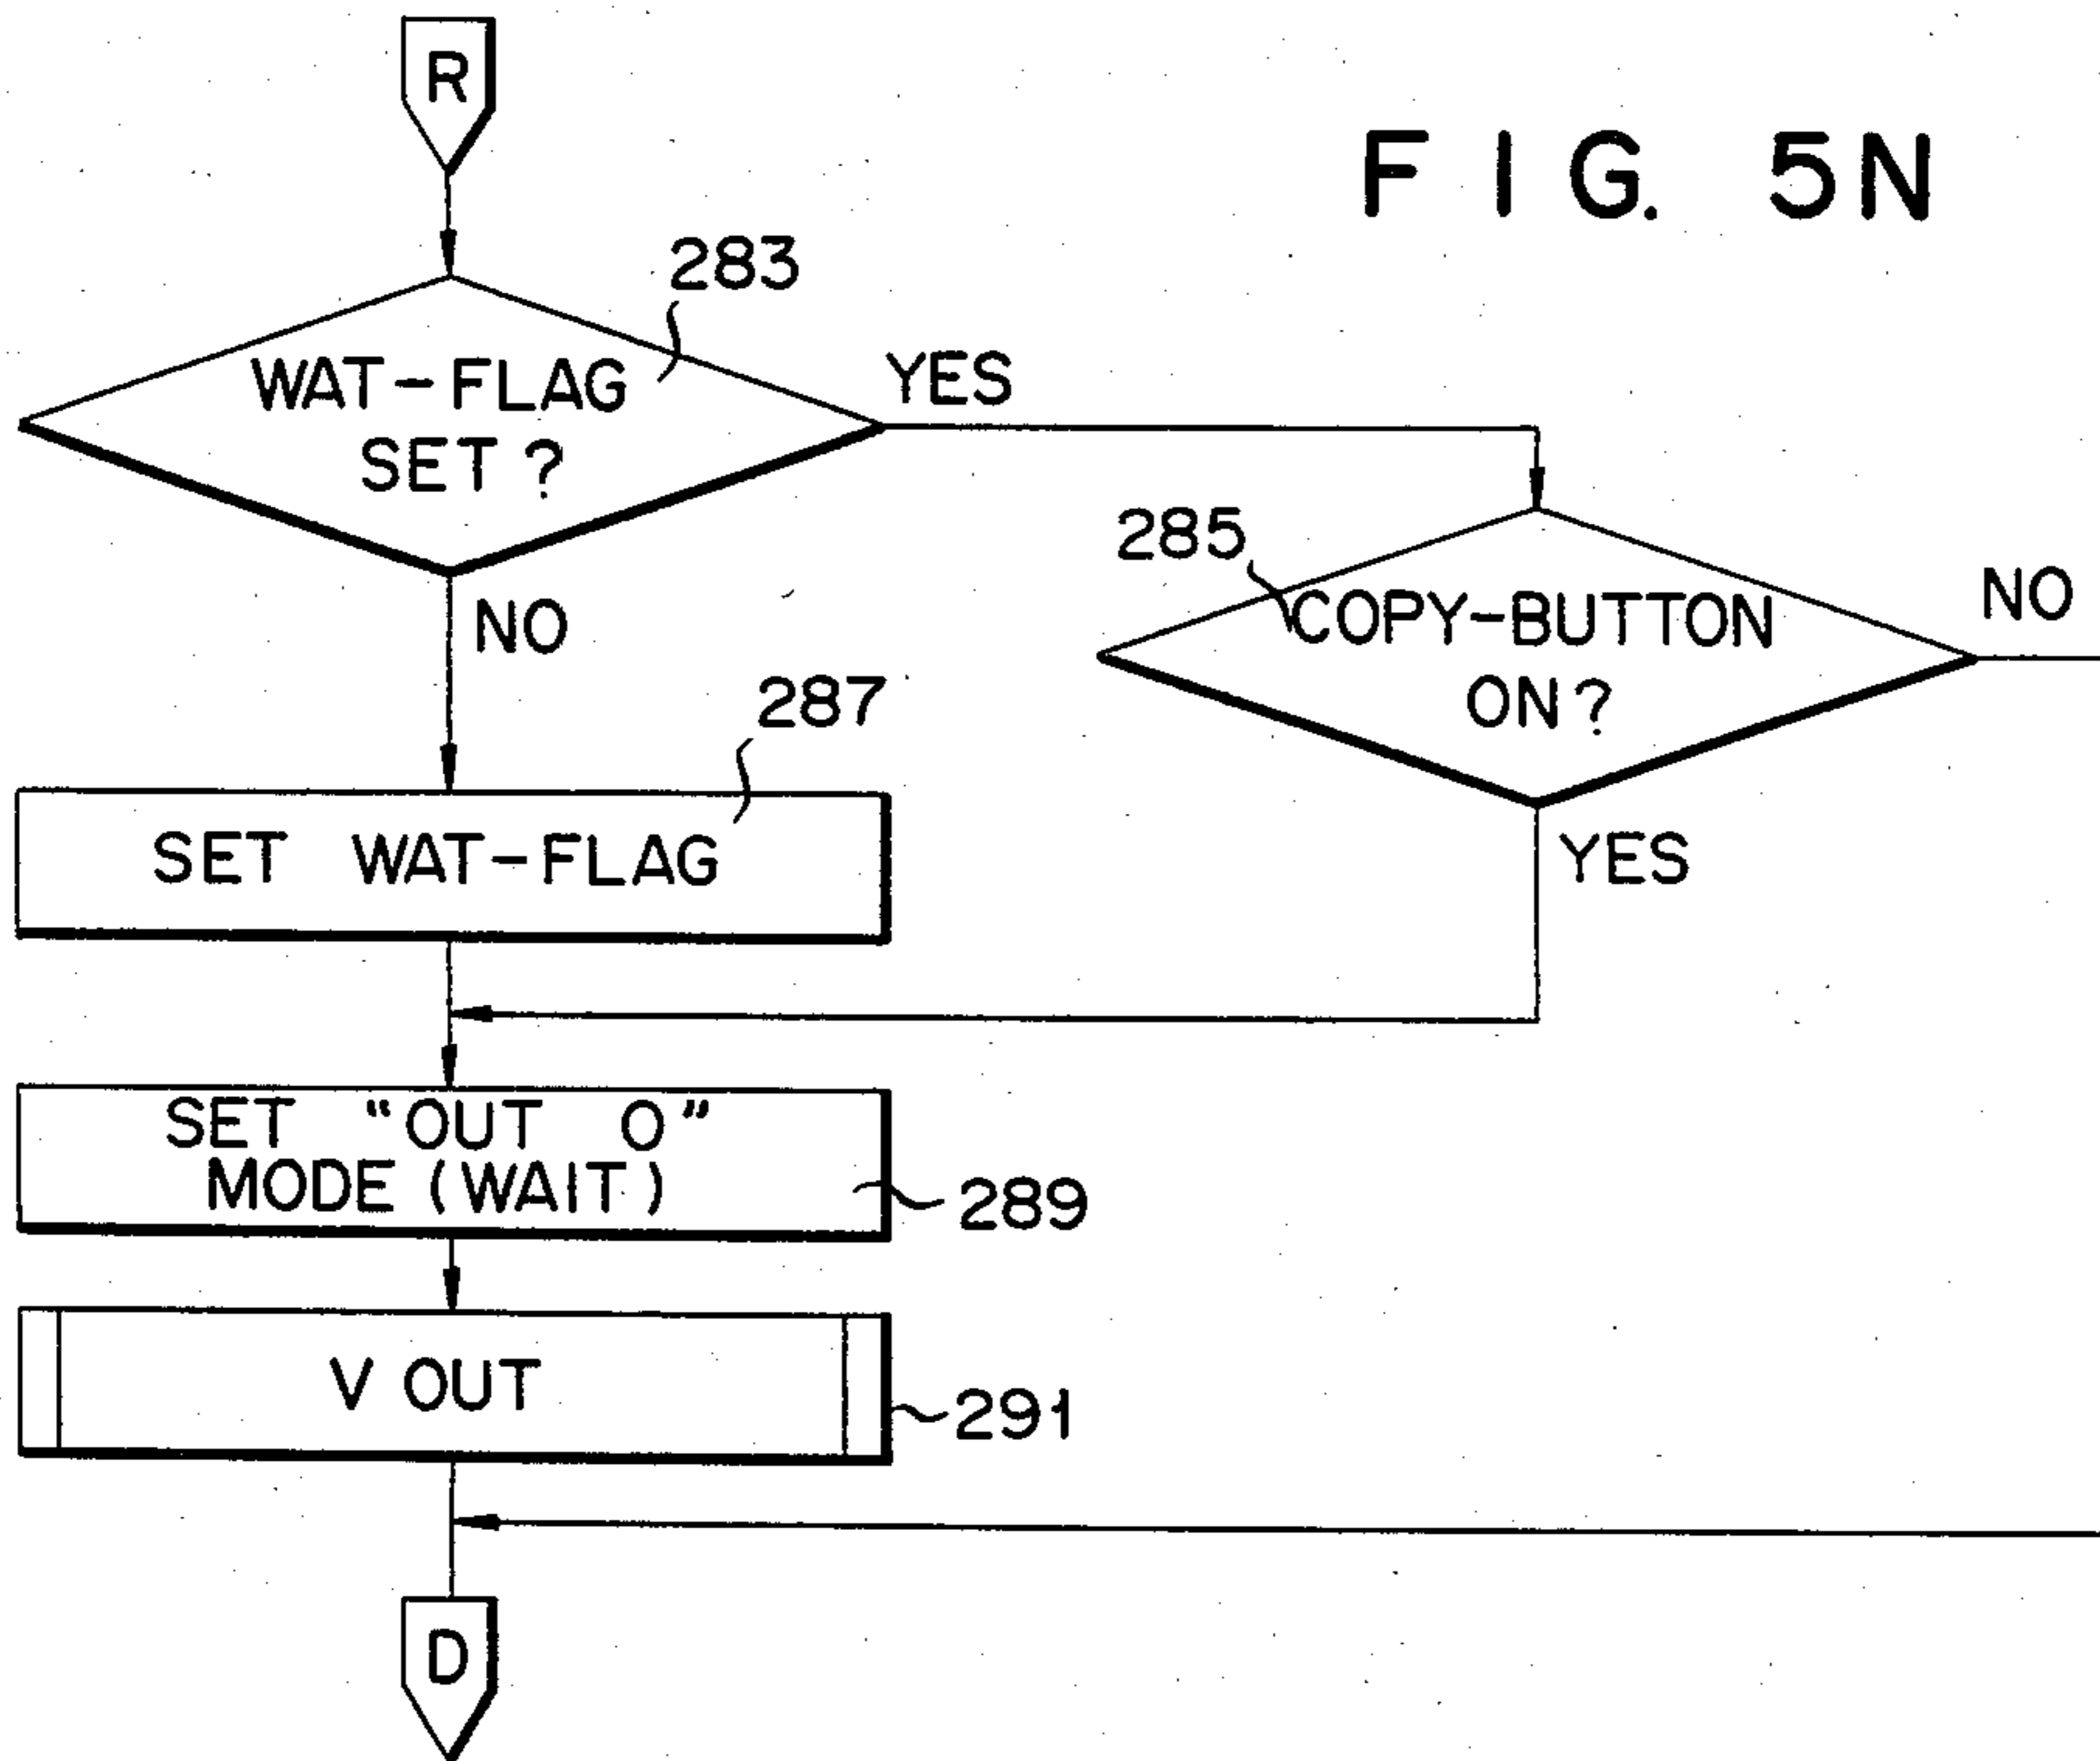 R
FIG. 5N
283
WAT-FLAG
SET?
YES
NO
285
COPY-BUTTON
ON?
NO
YES
287
SET WAT-FLAG
SET "OUT O"
MODE (WAIT)
289
V OUT
291
D